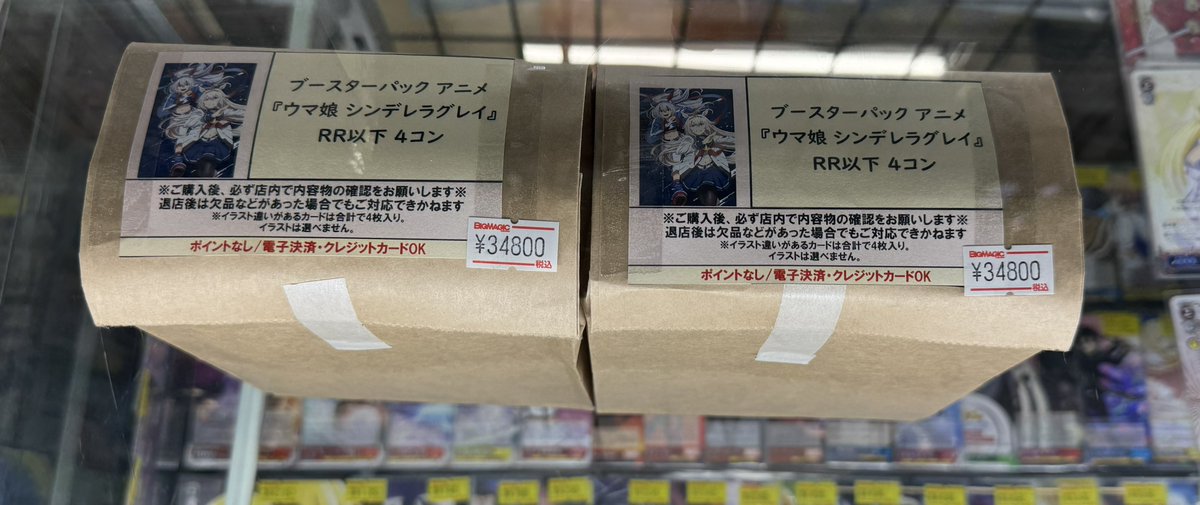 ブースターパック アニメ
『ウマ娘 シンデレラグレイ』
RR以下 4コン
※ご購入後、必ず店内で内容物の確認をお願いします※
退店後は欠品などがあった場合でもご対応できかねます
※イラスト違いがあるカードは合計で4枚入り。
イラストは選べません。
ポイントなし/電子決済・クレジットカードOK
BIGMAGIC
¥34800
税込
ブースターパック アニメ
『ウマ娘 シンデレラグレイ』
RR以下 4コン
※ご購入後、必ず店内で内容物の確認をお願いします※
退店後は欠品などがあった場合でもご対応できかねます
※イラスト違いがあるカードは合計で4枚入り。
イラストは選べません。
ポイントなし/電子決済・クレジットカードOK
BIGMAGIC
¥34800
税込